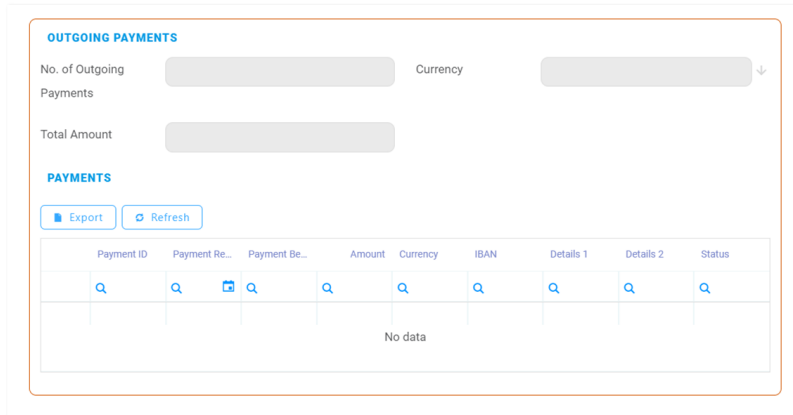 OUTGOING PAYMENTS
No. of Outgoing Currency
Payments
Total Amount
PAYMENTS
Export Refresh
Payment ID Payment Re... Payment Be... Amount Currency IBAN Details 1 Details 2 Status
No data